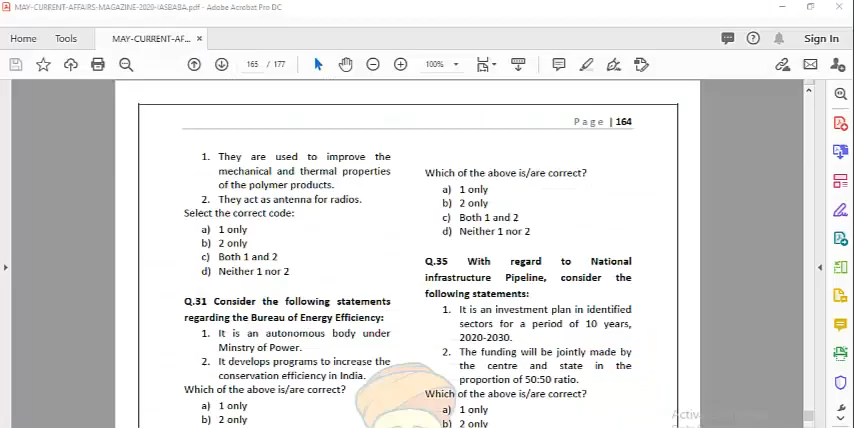 MAY-CURRENT-AFFAIRS-MAGAZINE-2020-IASBABA.pdf - Adobe Acrobat Pro DC
Home Tools MAY-CURRENT-AF... × Sign In
165 / 177 100%
Page | 164
1. They are used to improve the
mechanical and thermal properties
of the polymer products.
2. They act as antenna for radios.
Select the correct code:
a) 1 only
b) 2 only
c) Both 1 and 2
d) Neither 1 nor 2
Q.31 Consider the following statements
regarding the Bureau of Energy Efficiency:
1. It is an autonomous body under
Minstry of Power.
2. It develops programs to increase the
conservation efficiency in India.
Which of the above is/are correct?
a) 1 only
b) 2 only
Which of the above is/are correct?
a) 1 only
b) 2 only
c) Both 1 and 2
d) Neither 1 nor 2
Q.35 With regard to National
infrastructure Pipeline, consider the
following statements:
1. It is an investment plan in identified
sectors for a period of 10 years,
2020-2030.
2. The funding will be jointly made by
the centre and state in the
proportion of 50:50 ratio.
Which of the above is/are correct?
a) 1 only
b) 2 only